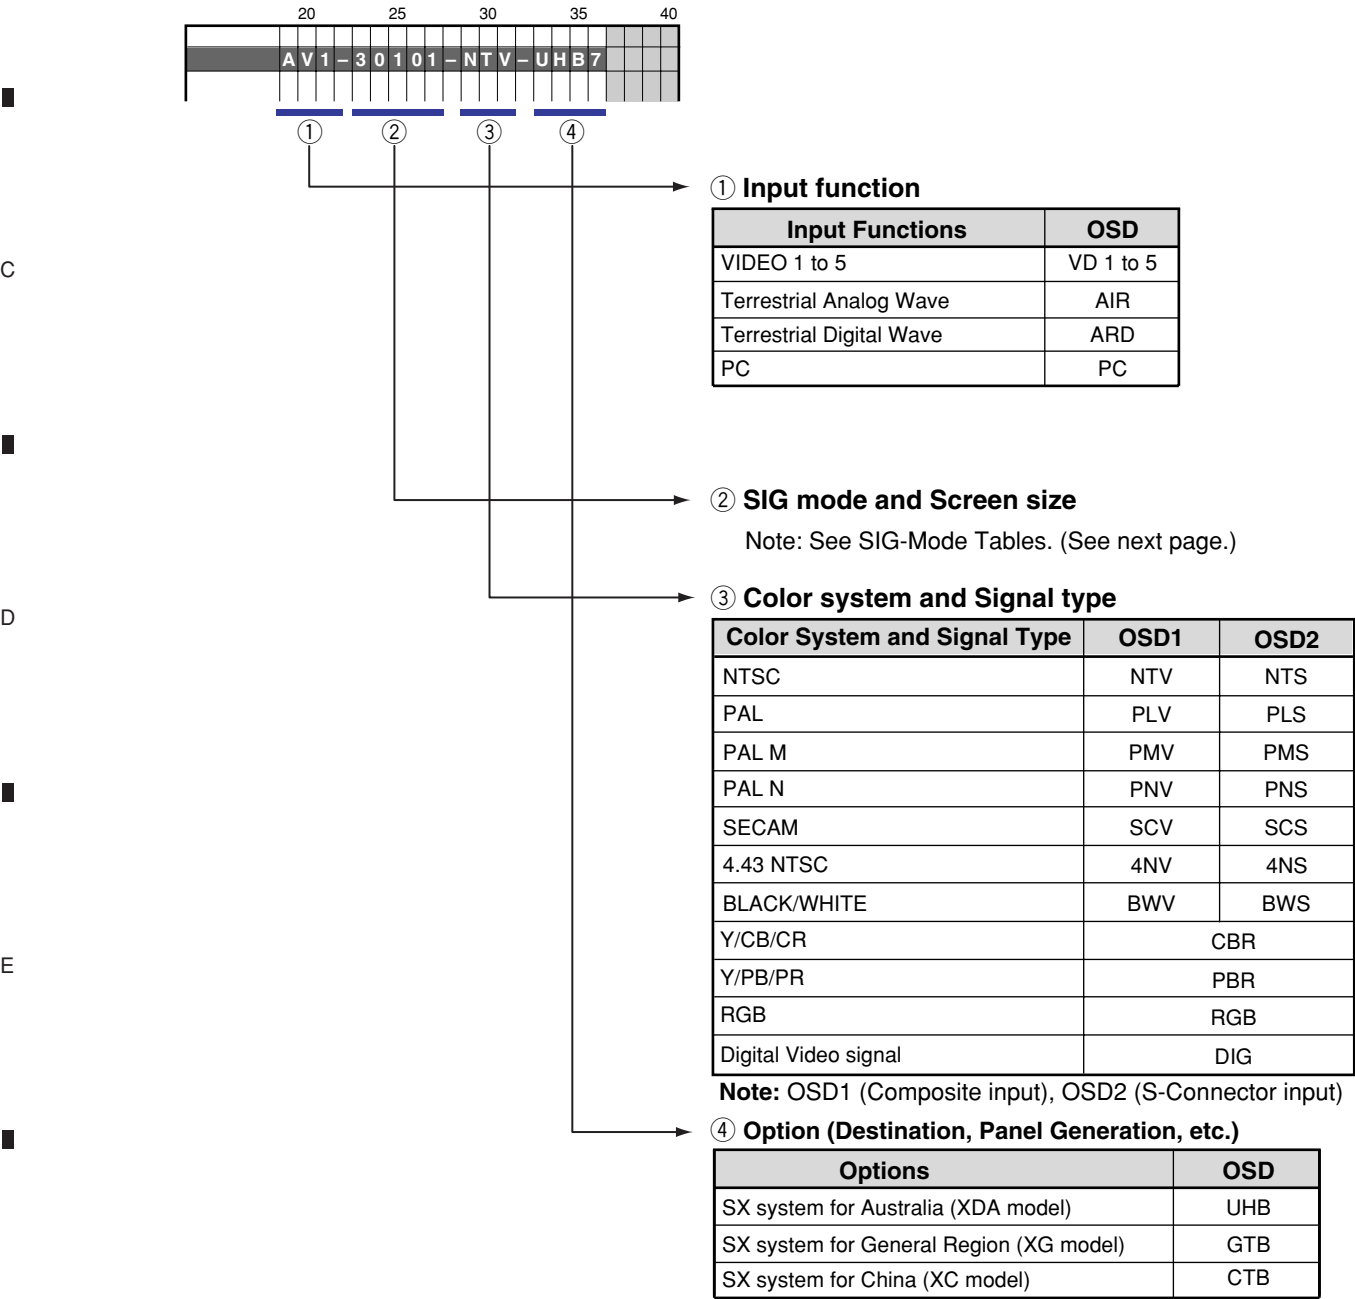 20 25 30 35 40
AV1–30101–NTV–UHB7
① ② ③ ④
① Input function
Input Functions OSD
VIDEO 1 to 5 VD 1 to 5
C
Terrestrial Analog Wave AIR
Terrestrial Digital Wave ARD
PC PC
② SIG mode and Screen size
Note: See SIG-Mode Tables. (See next page.)
③ Color system and Signal type
D
Color System and Signal Type OSD1 OSD2
NTSC NTV NTS
PAL PLV PLS
PAL M PMV PMS
PAL N PNV PNS
SECAM SCV SCS
4.43 NTSC 4NV 4NS
BLACK/WHITE BWV BWS
Y/CB/CR CBR
E
Y/PB/PR PBR
RGB RGB
Digital Video signal DIG
Note: OSD1 (Composite input), OSD2 (S-Connector input)
④ Option (Destination, Panel Generation, etc.)
Options OSD
SX system for Australia (XDA model) UHB
SX system for General Region (XG model) GTB
SX system for China (XC model) CTB